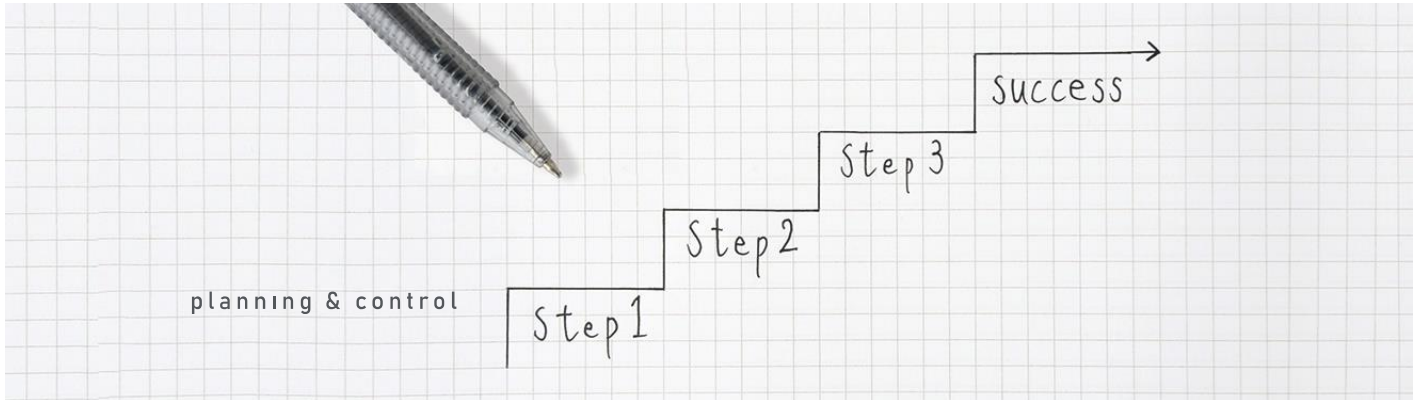 success
Step 3
Step 2
planning & control
Step 1